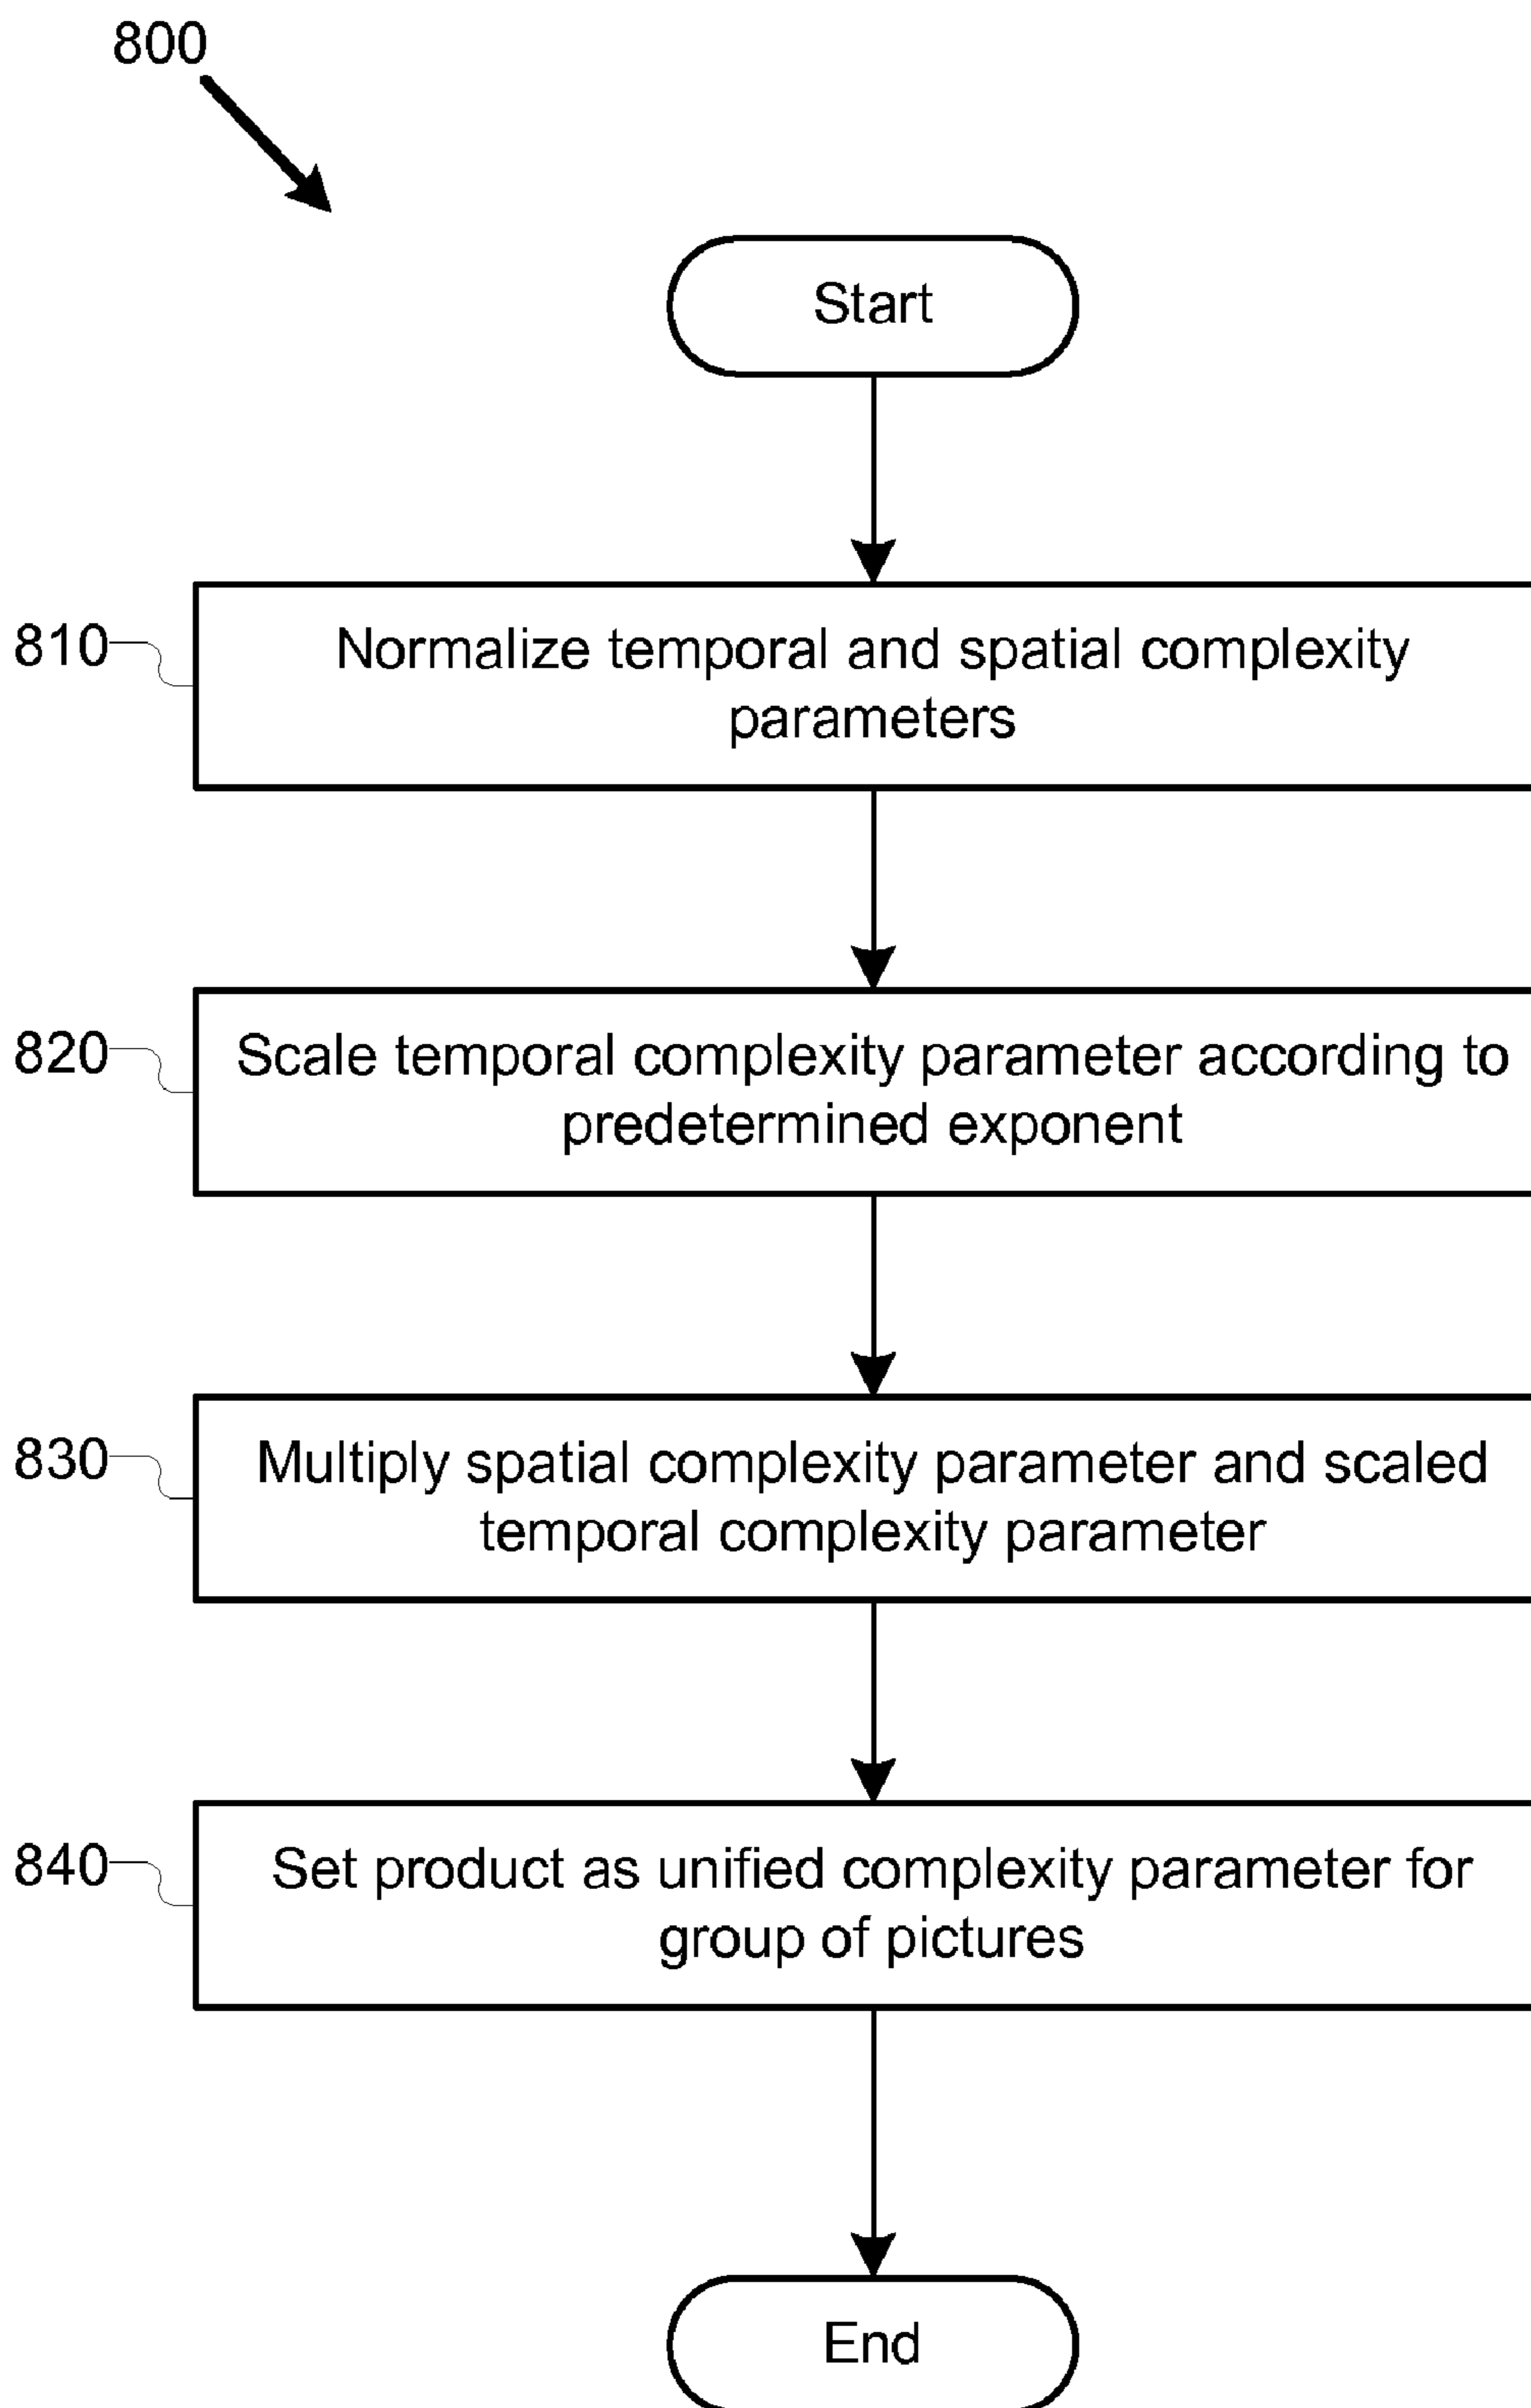 800
Start
810
Normalize temporal and spatial complexity
parameters
820
Scale temporal complexity parameter according to
predetermined exponent
830
Multiply spatial complexity parameter and scaled
temporal complexity parameter
840
Set product as unified complexity parameter for
group of pictures
End